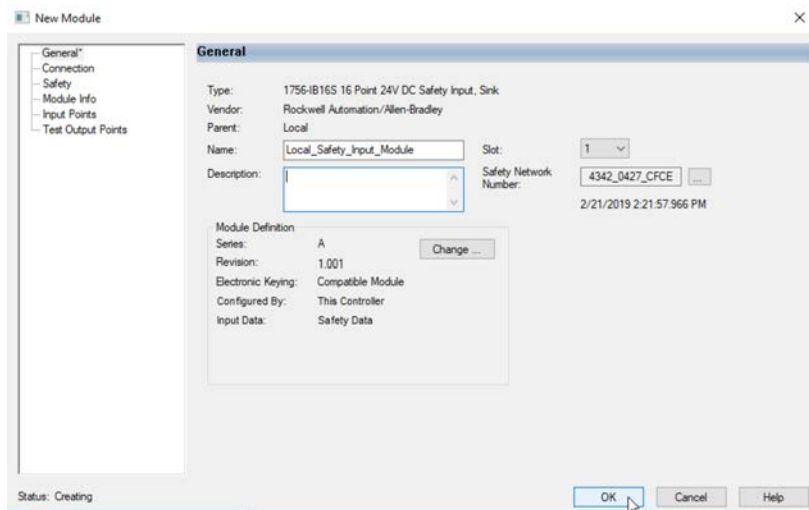 New Module
General*
Connection
Safety
Module Info
Input Points
Test Output Points
General
Type: 1756-IB16S 16 Point 24V DC Safety Input, Sink
Vendor: Rockwell Automation/Allen-Bradley
Parent: Local
Name: Local_Safety_Input_Module Slot: 1
Description: Safety Network Number: 4342_0427_CFCE ...
2/21/2019 2:21:57.966 PM
Module Definition
Series: A Change ...
Revision: 1.001
Electronic Keying: Compatible Module
Configured By: This Controller
Input Data: Safety Data
Status: Creating OK Cancel Help